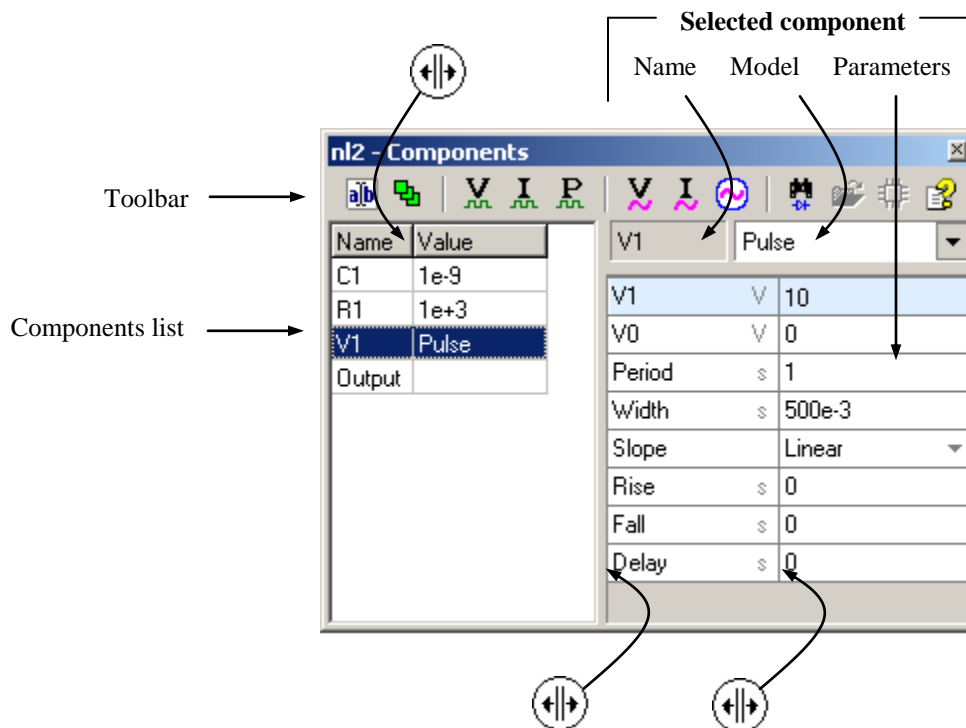 Selected component
Name Model Parameters
nl2 - Components
Toolbar
a b V I P V I
Name Value V1 Pulse
C1 1e-9
R1 1e+3
V1 Pulse
Output
Components list
V1 V 10
V0 V 0
Period s 1
Width s 500e-3
Slope Linear
Rise s 0
Fall s 0
Delay s 0